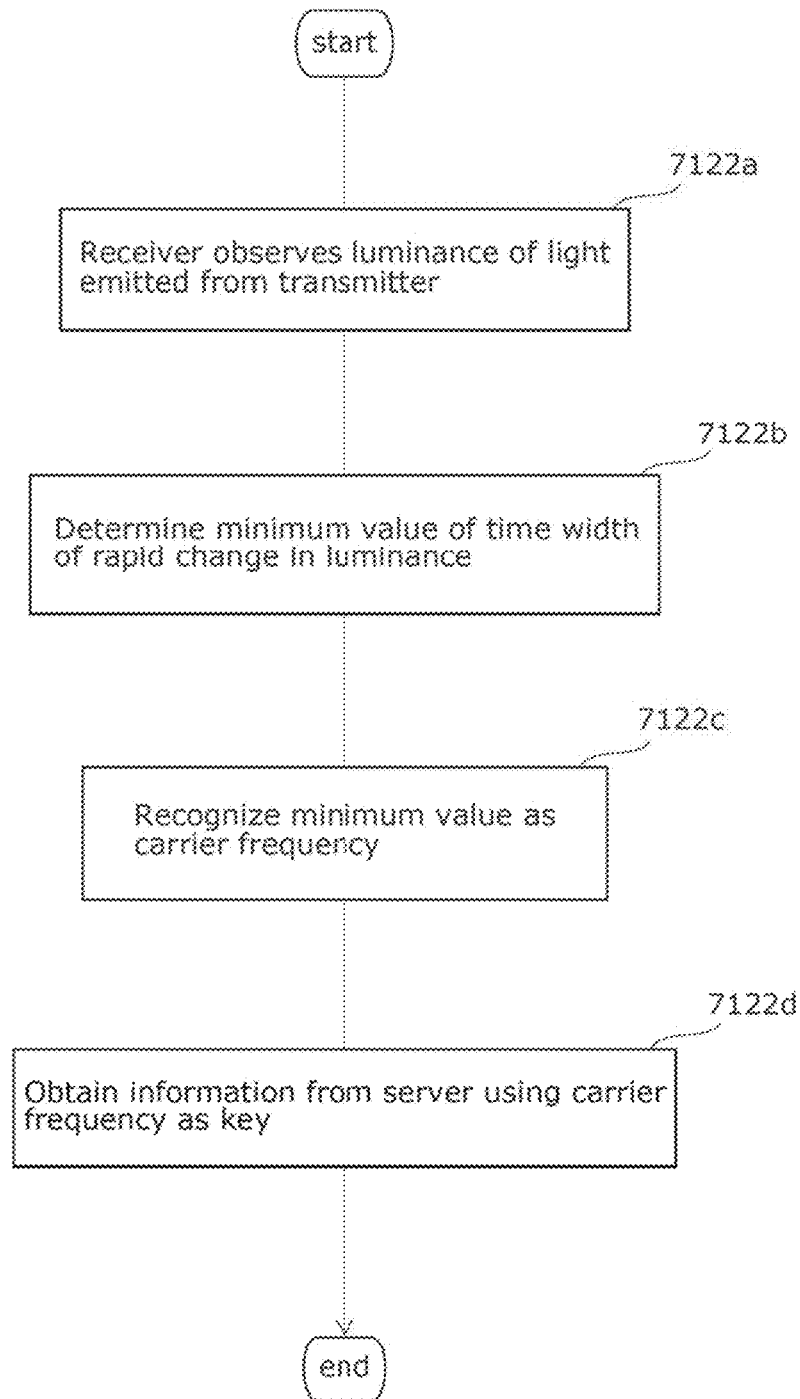 start
7122a
Receiver observes luminance of light
emitted from transmitter
7122b
Determine minimum value of time width
of rapid change in luminance
7122c
Recognize minimum value as
carrier frequency
7122d
Obtain information from server using carrier
frequency as key
end